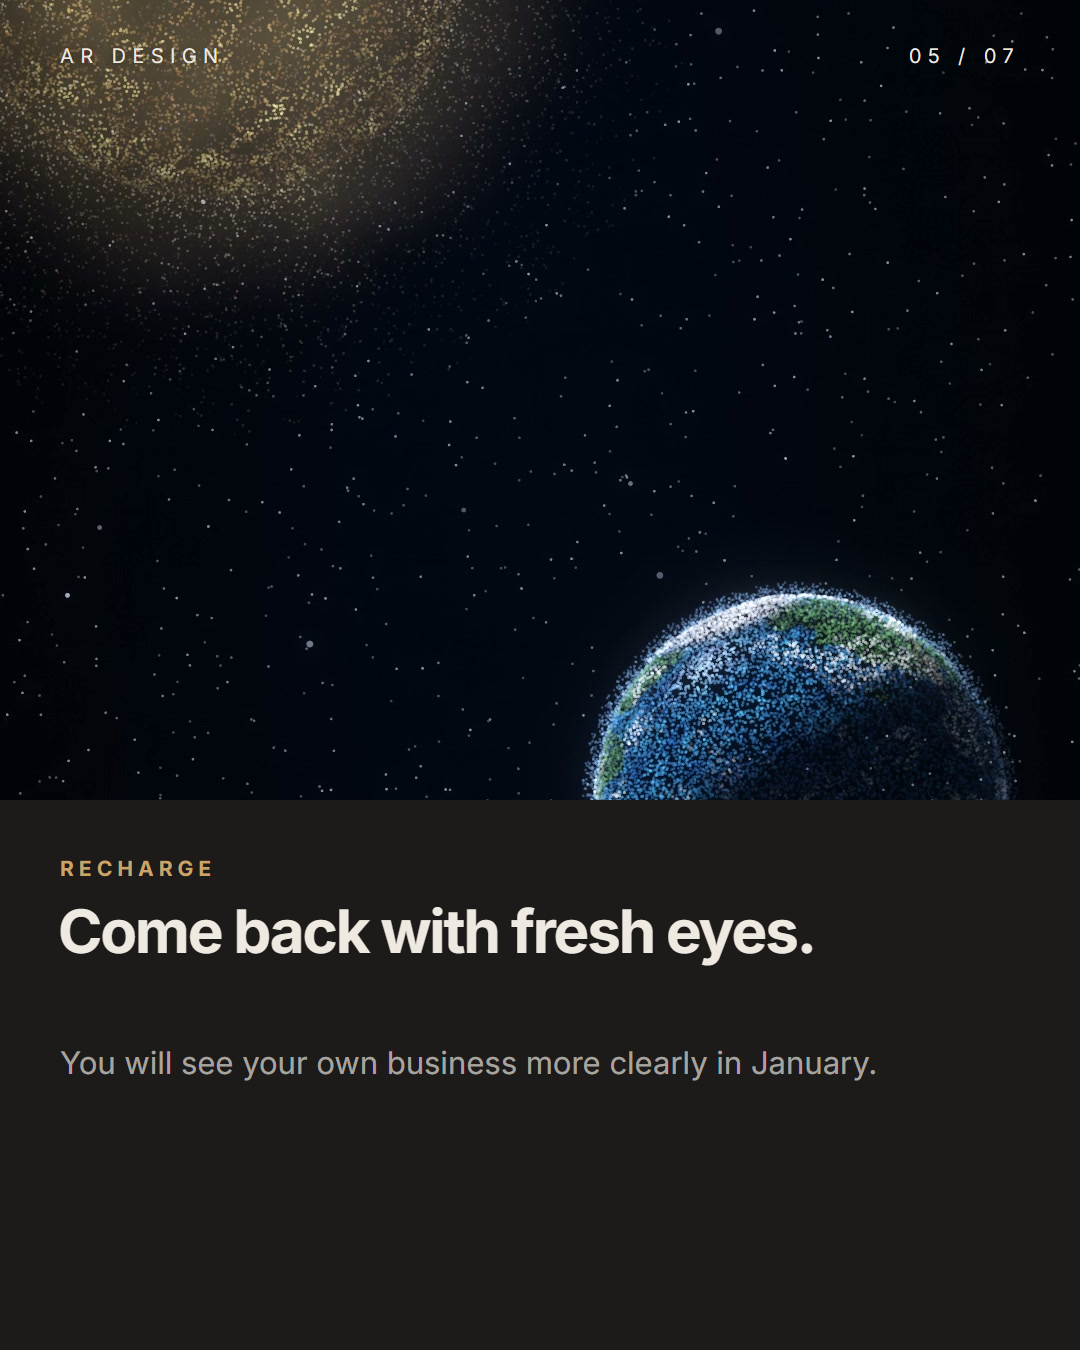 AR DESIGN
05 / 07
RECHARGE
Come back with fresh eyes.
You will see your own business more clearly in January.